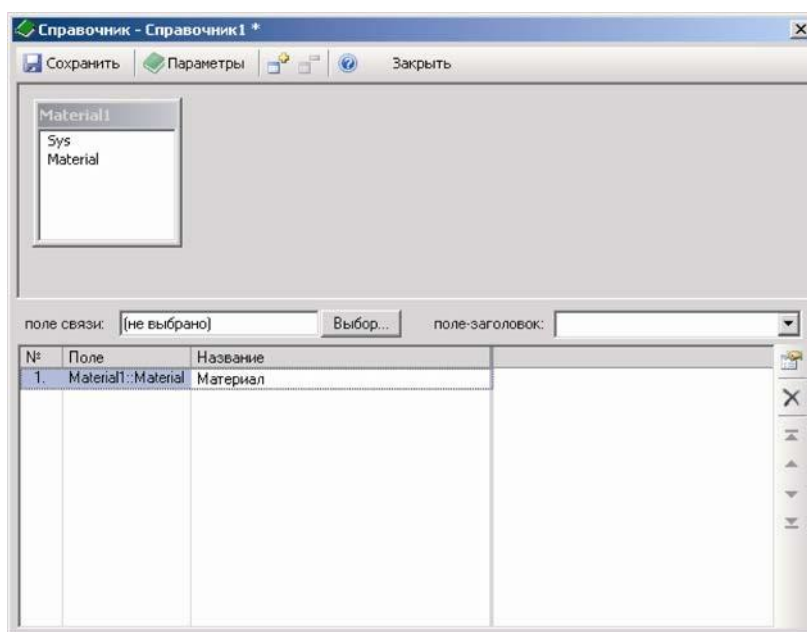 Справочник - Справочник1 *
Сохранить Параметры Закрыть
Material1
Sys
Material
поле связи: (не выбрано) Выбор... поле-заголовок:
№ Поле Название
1. Material1::Material Материал